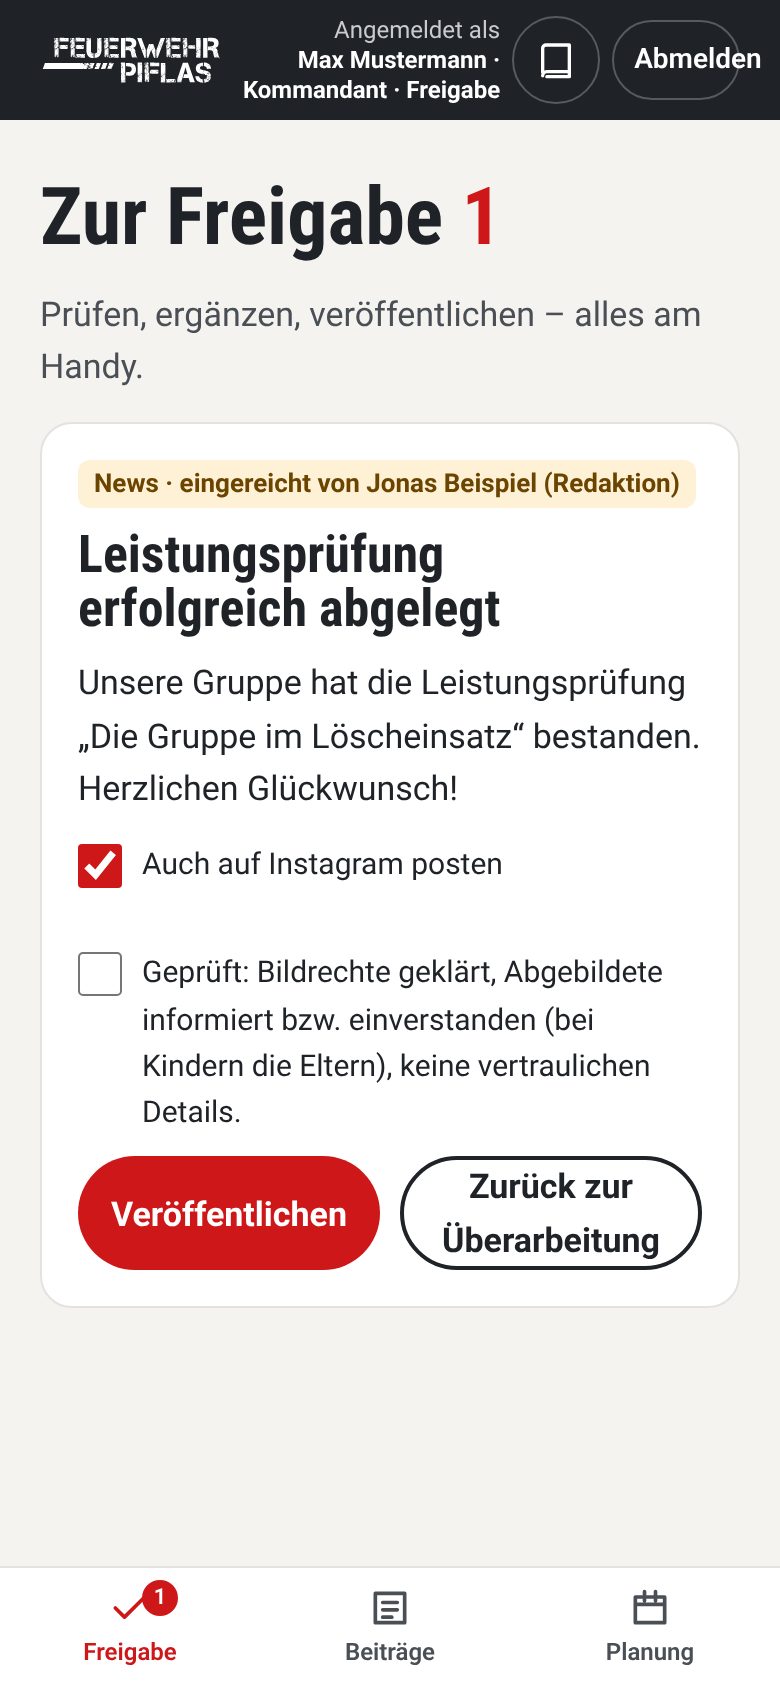 FEUERWEHR
PIFLAS
Angemeldet als
Max Mustermann ·
Kommandant · Freigabe
Abmelden
Zur Freigabe 1
Prüfen, ergänzen, veröffentlichen – alles am
Handy.
News · eingereicht von Jonas Beispiel (Redaktion)
Leistungsprüfung
erfolgreich abgelegt
Unsere Gruppe hat die Leistungsprüfung
„Die Gruppe im Löscheinsatz“ bestanden.
Herzlichen Glückwunsch!
Auch auf Instagram posten
Geprüft: Bildrechte geklärt, Abgebildete
informiert bzw. einverstanden (bei
Kindern die Eltern), keine vertraulichen
Details.
Veröffentlichen
Zurück zur
Überarbeitung
1
Freigabe
Beiträge
Planung